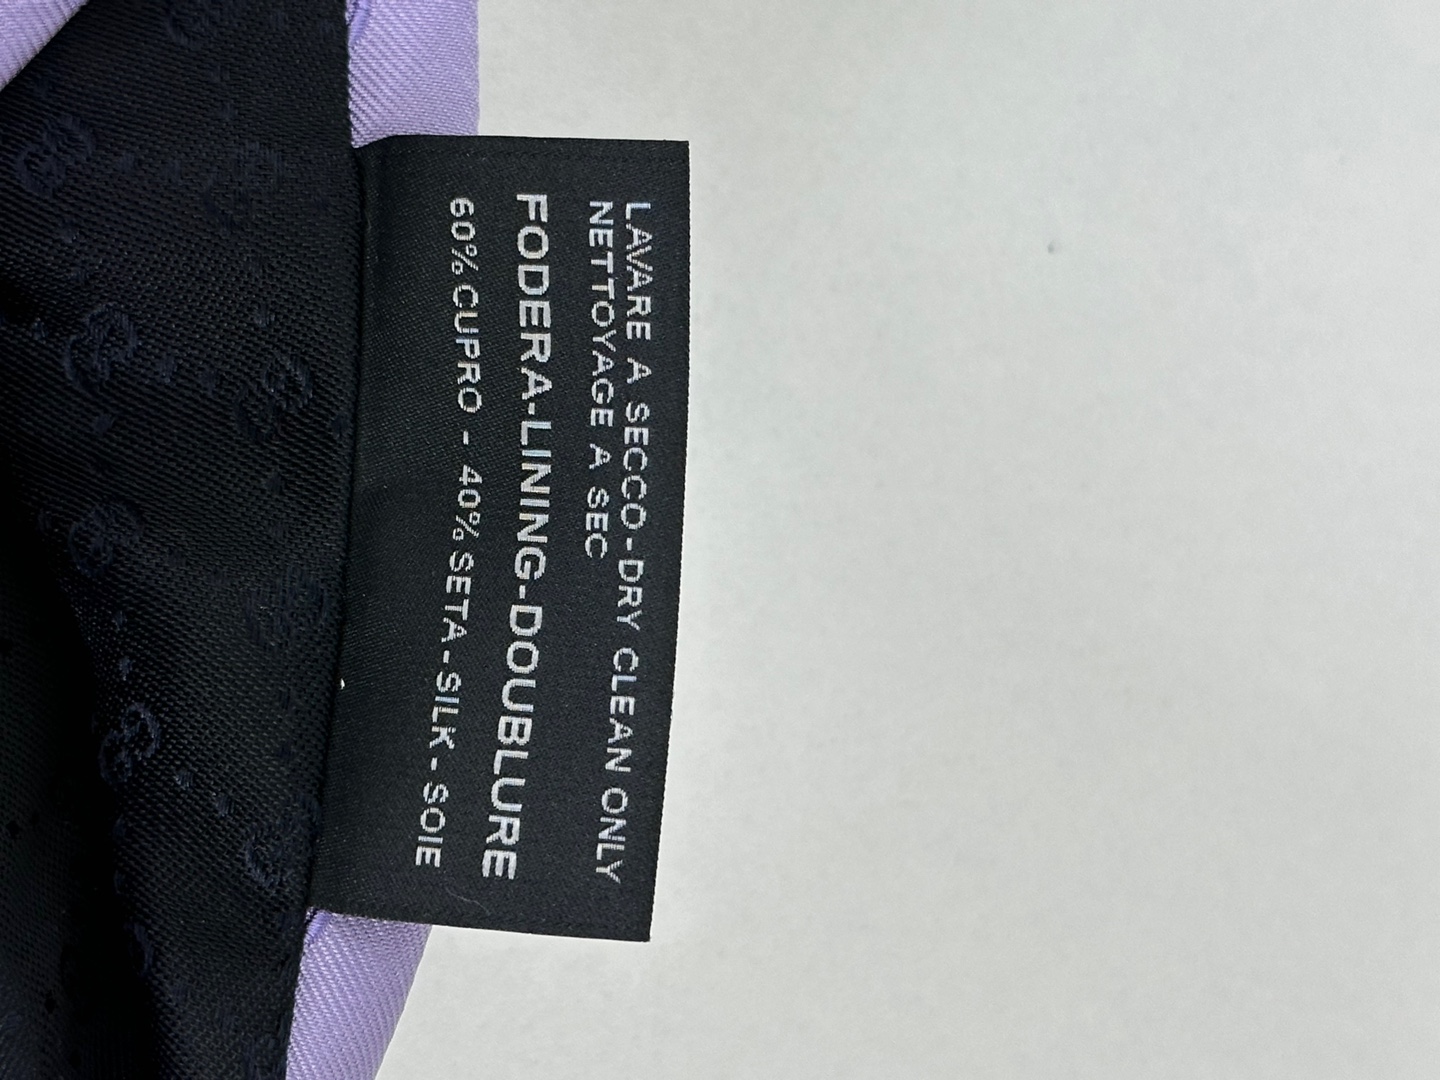 LAVARE A SECCO-DRY CLEAN ONLY
NETTOYAGE A SEC
FODERA-LINING-DOUBLURE
60% CUPRO - 40% SETA-SILK-SOIE